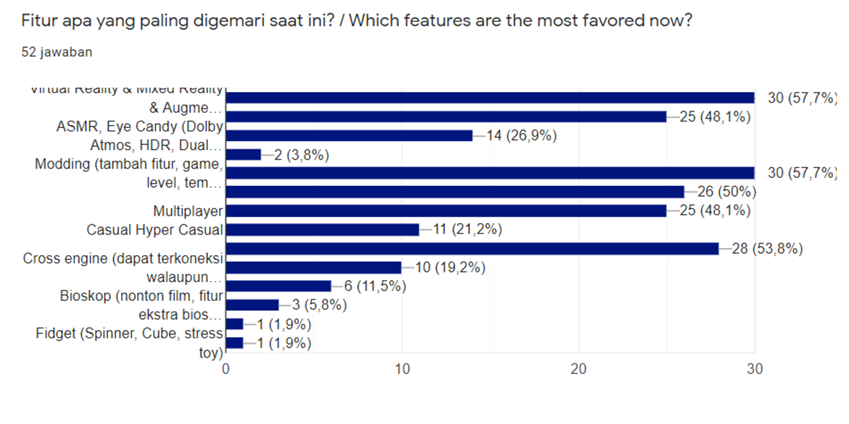 Fitur apa yang paling digemari saat ini? / Which features are the most favored now?
52 jawaban
Virtual Reality & Mixed Reality
& Augme…
ASMR, Eye Candy (Dolby
Atmos, HDR, Dual…
Modding (tambah fitur, game,
level, tem…
Multiplayer
Casual Hyper Casual
Cross engine (dapat terkoneksi
walaupun…
Bioskop (nonton film, fitur
ekstra bios…
Fidget (Spinner, Cube, stress
toy)
30 (57,7%)
25 (48,1%)
14 (26,9%)
2 (3,8%)
30 (57,7%)
26 (50%)
25 (48,1%)
11 (21,2%)
28 (53,8%)
10 (19,2%)
6 (11,5%)
3 (5,8%)
1 (1,9%)
1 (1,9%)
0 10 20 30